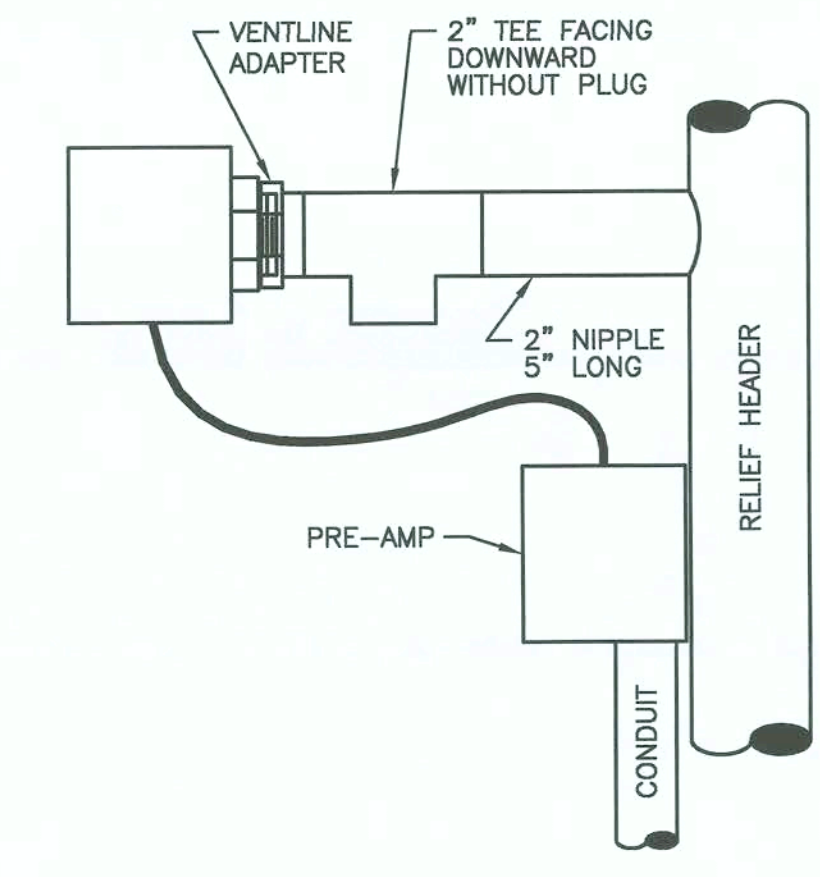 VENTLINE
ADAPTER
2” TEE FACING
DOWNWARD
WITHOUT PLUG
2” NIPPLE
5” LONG
RELIEF HEADER
PRE–AMP
CONDUIT